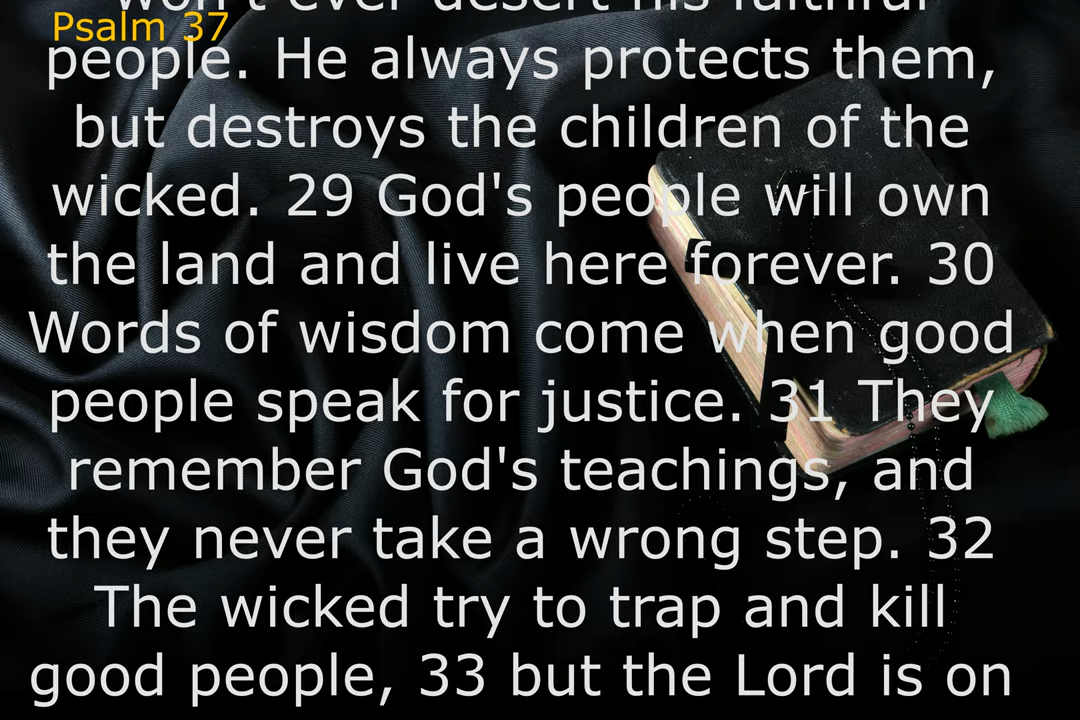 won't ever desert his faithful
Psalm 37
people. He always protects them,
but destroys the children of the
wicked. 29 God's people will own
the land and live here forever. 30
Words of wisdom come when good
people speak for justice. 31 They
remember God's teachings, and
they never take a wrong step. 32
The wicked try to trap and kill
good people, 33 but the Lord is on